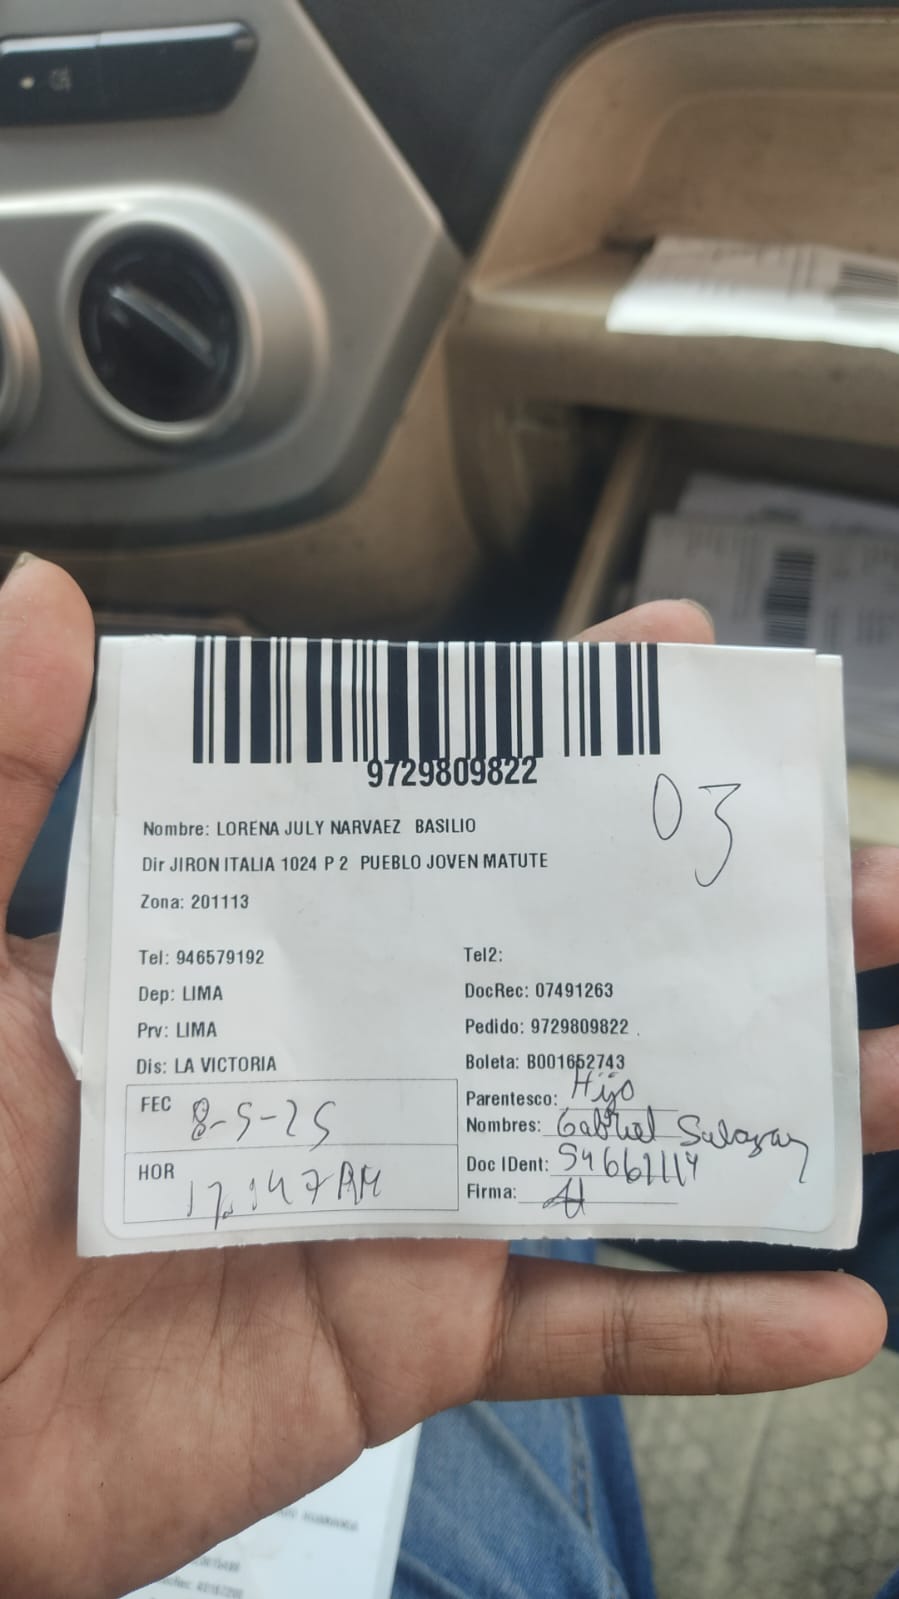 9729809822
03
Nombre: LORENA JULY NARVAEZ BASILIO
Dir JIRON ITALIA 1024 P 2 PUEBLO JOVEN MATUTE
Zona: 201113
Tel: 946579192
Tel2:
Dep: LIMA
DocRec: 07491263
Prv: LIMA
Pedido: 9729809822
Dis: LA VICTORIA
Boleta: B001652743
FEC 8-5-25
Parentesco: Hijo
Nombres: Gabriel Salazar
HOR
Doc IDent:
Firma: